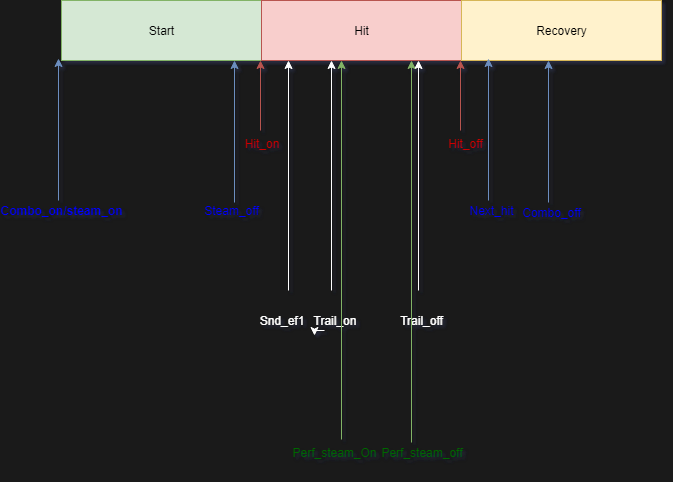 Start
Hit
Recovery
Hit_on
Hit_off
Combo_on/steam_on
Steam_off
Next_hit
Combo_off
Snd_ef1
Trail_on
Trail_off
Perf_steam_On
Perf_steam_off